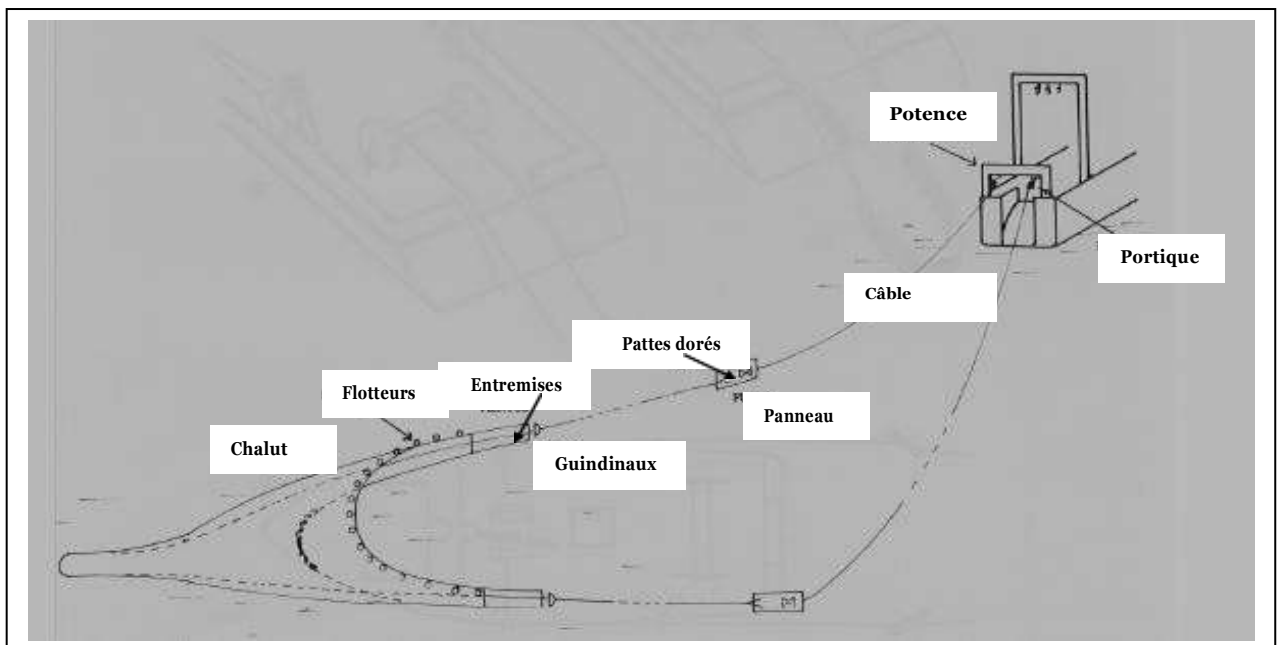 Potence
Portique
Câble
Pattes dorés
Entremises
Flotteurs
Panneau
Chalut
Guindinaux